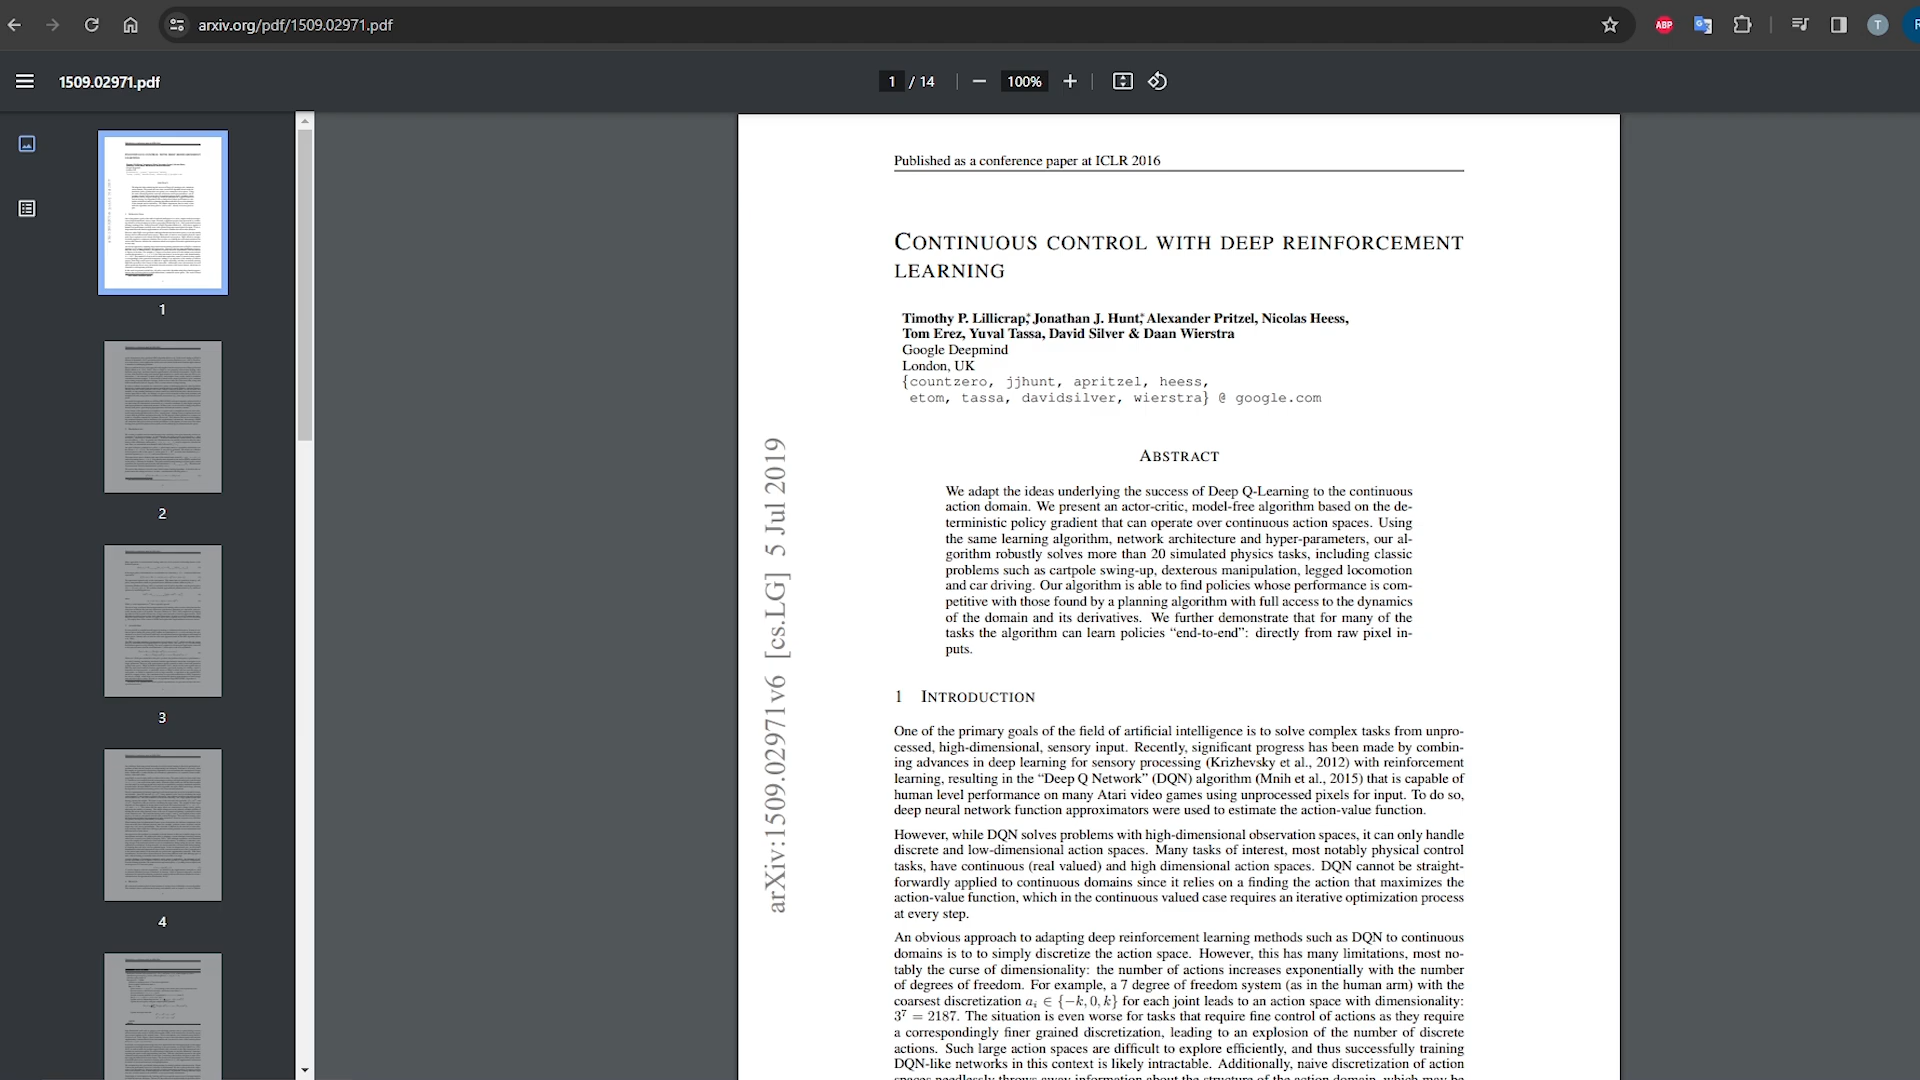 arxiv.org/pdf/1509.02971.pdf
ABP
T
1509.02971.pdf
1 / 14
100%
1
2
3
4
Published as a conference paper at ICLR 2016
CONTINUOUS CONTROL WITH DEEP REINFORCEMENT
LEARNING
Timothy P. Lillicrap,* Jonathan J. Hunt,* Alexander Pritzel, Nicolas Heess,
Tom Erez, Yuval Tassa, David Silver & Daan Wierstra
Google Deepmind
London, UK
{countzero, jjhunt, apritzel, heess,
etom, tassa, davidsilver, wierstra} @ google.com
ABSTRACT
We adapt the ideas underlying the success of Deep Q-Learning to the continuous
action domain. We present an actor-critic, model-free algorithm based on the de-
terministic policy gradient that can operate over continuous action spaces. Using
the same learning algorithm, network architecture and hyper-parameters, our al-
gorithm robustly solves more than 20 simulated physics tasks, including classic
problems such as cartpole swing-up, dexterous manipulation, legged locomotion
and car driving. Our algorithm is able to find policies whose performance is com-
petitive with those found by a planning algorithm with full access to the dynamics
of the domain and its derivatives. We further demonstrate that for many of the
tasks the algorithm can learn policies “end-to-end”: directly from raw pixel in-
puts.
arXiv:1509.02971v6 [cs.LG] 5 Jul 2019
1 INTRODUCTION
One of the primary goals of the field of artificial intelligence is to solve complex tasks from unpro-
cessed, high-dimensional, sensory input. Recently, significant progress has been made by combin-
ing advances in deep learning for sensory processing (Krizhevsky et al., 2012) with reinforcement
learning, resulting in the “Deep Q Network” (DQN) algorithm (Mnih et al., 2015) that is capable of
human level performance on many Atari video games using unprocessed pixels for input. To do so,
deep neural network function approximators were used to estimate the action-value function.
However, while DQN solves problems with high-dimensional observation spaces, it can only handle
discrete and low-dimensional action spaces. Many tasks of interest, most notably physical control
tasks, have continuous (real valued) and high dimensional action spaces. DQN cannot be straight-
forwardly applied to continuous domains since it relies on a finding the action that maximizes the
action-value function, which in the continuous valued case requires an iterative optimization process
at every step.
An obvious approach to adapting deep reinforcement learning methods such as DQN to continuous
domains is to to simply discretize the action space. However, this has many limitations, most no-
tably the curse of dimensionality: the number of actions increases exponentially with the number
of degrees of freedom. For example, a 7 degree of freedom system (as in the human arm) with the
coarsest discretization aᵢ ∈ {−k, 0, k} for each joint leads to an action space with dimensionality:
3⁷ = 2187. The situation is even worse for tasks that require fine control of actions as they require
a correspondingly finer grained discretization, leading to an explosion of the number of discrete
actions. Such large action spaces are difficult to explore efficiently, and thus successfully training
DQN-like networks in this context is likely intractable. Additionally, naive discretization of action
spaces needlessly throws away information about the structure of the action domain, which may be